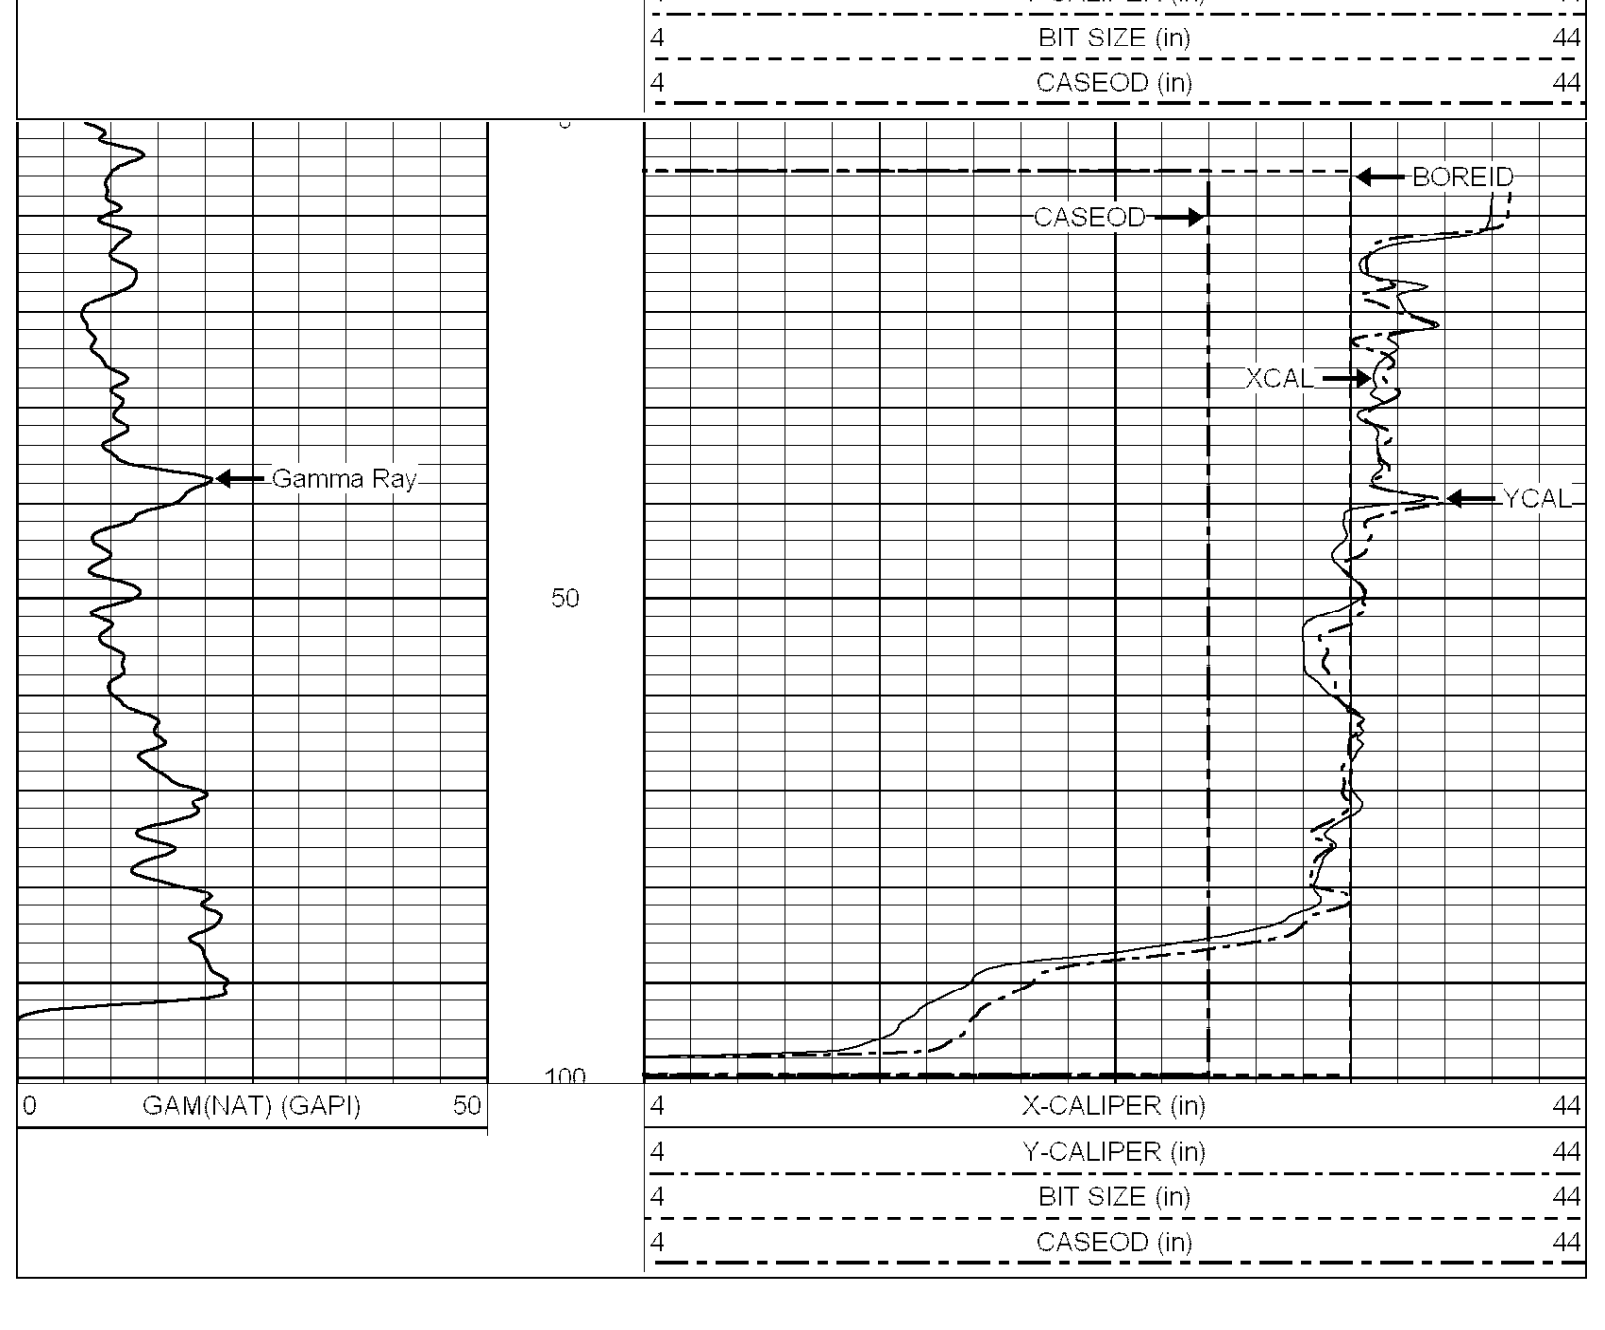 4 BIT SIZE (in) 44
4 CASEOD (in) 44
BOREID
CASEOD
XCAL
Gamma Ray
YCAL
50
100
0 GAM(NAT) (GAPI) 50 4 X-CALIPER (in) 44
4 Y-CALIPER (in) 44
4 BIT SIZE (in) 44
4 CASEOD (in) 44